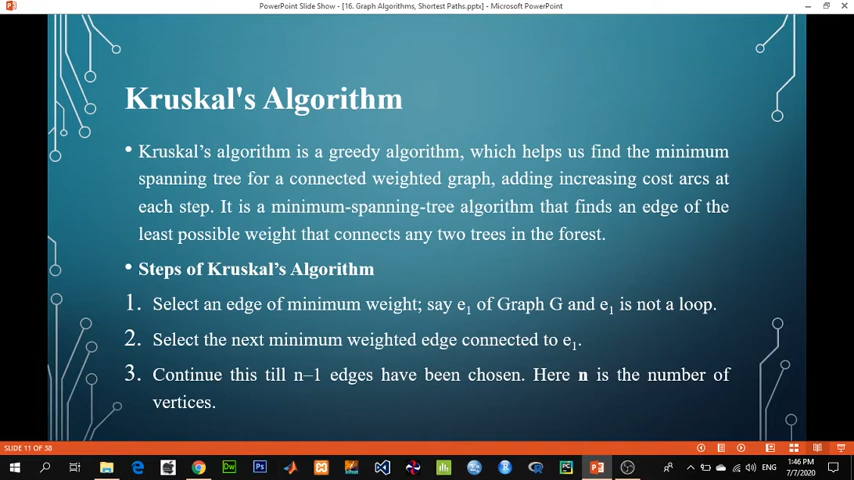 PowerPoint Slide Show - [16. Graph Algorithms, Shortest Paths.pptx] - Microsoft PowerPoint
Kruskal's Algorithm
• Kruskal’s algorithm is a greedy algorithm, which helps us find the minimum
spanning tree for a connected weighted graph, adding increasing cost arcs at
each step. It is a minimum-spanning-tree algorithm that finds an edge of the
least possible weight that connects any two trees in the forest.
• Steps of Kruskal’s Algorithm
1. Select an edge of minimum weight; say e₁ of Graph G and e₁ is not a loop.
2. Select the next minimum weighted edge connected to e₁.
3. Continue this till n–1 edges have been chosen. Here n is the number of
vertices.
SLIDE 11 OF 38
Dw
Ps
R
PC
ENG
1:46 PM
7/7/2020